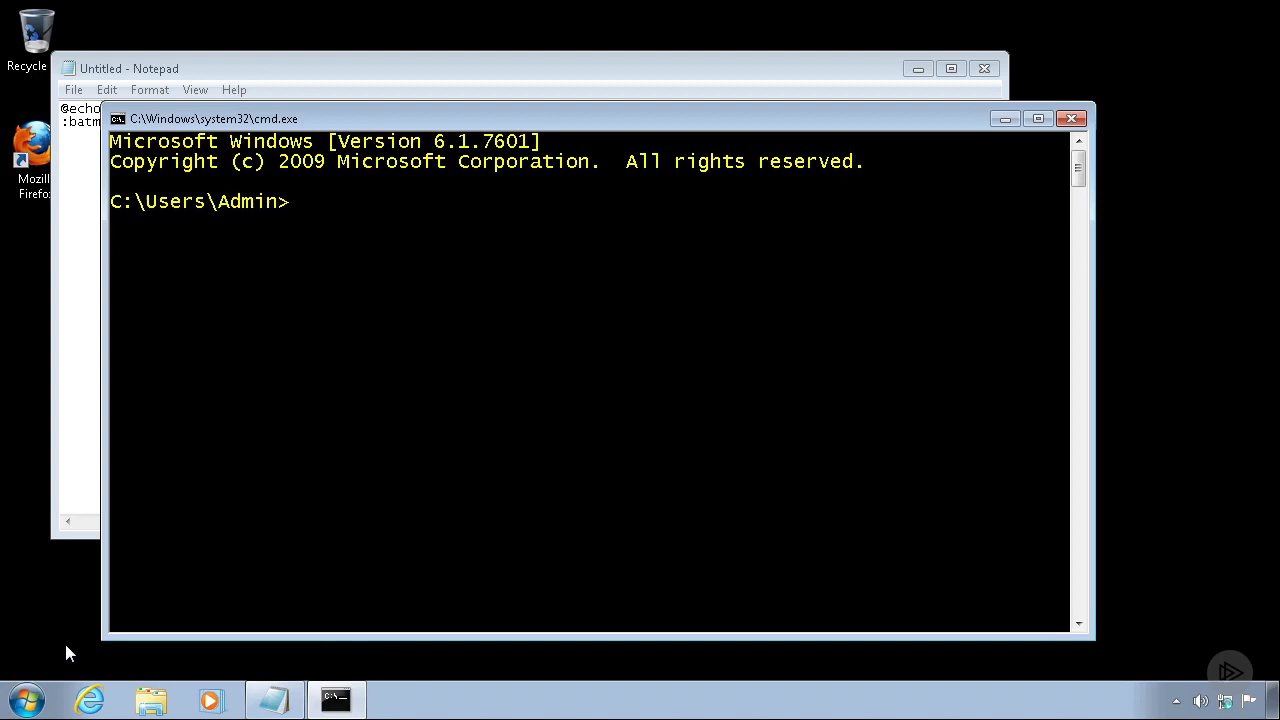 Recycle
Untitled - Notepad
File Edit Format View Help
@echo
:batm
Mozill
Firefox
C:\Windows\system32\cmd.exe
Microsoft Windows [Version 6.1.7601]
Copyright (c) 2009 Microsoft Corporation.  All rights reserved.
C:\Users\Admin>
C:\_